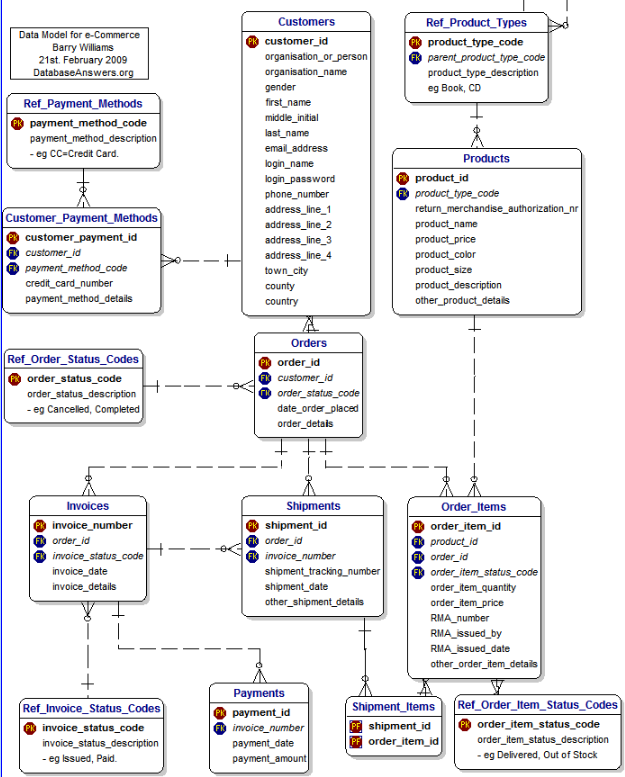 Data Model for e-Commerce
Barry Williams
21st. February 2009
DatabaseAnswers.org
Customers
PK customer_id
organisation_or_person
organisation_name
gender
first_name
middle_initial
last_name
email_address
login_name
login_password
phone_number
address_line_1
address_line_2
address_line_3
address_line_4
town_city
county
country
Ref_Product_Types
PK product_type_code
FK parent_product_type_code
product_type_description
eg Book, CD
Ref_Payment_Methods
PK payment_method_code
payment_method_description
- eg CC=Credit Card.
Products
PK product_id
FK product_type_code
return_merchandise_authorization_nr
product_name
product_price
product_color
product_size
product_description
other_product_details
Customer_Payment_Methods
PK customer_payment_id
FK customer_id
FK payment_method_code
credit_card_number
payment_method_details
Orders
PK order_id
FK customer_id
FK order_status_code
date_order_placed
order_details
Ref_Order_Status_Codes
PK order_status_code
order_status_description
- eg Cancelled, Completed
Invoices
PK invoice_number
FK order_id
FK invoice_status_code
invoice_date
invoice_details
Shipments
PK shipment_id
FK order_id
FK invoice_number
shipment_tracking_number
shipment_date
other_shipment_details
Order_Items
PK order_item_id
FK product_id
FK order_id
FK order_item_status_code
order_item_quantity
order_item_price
RMA_number
RMA_issued_by
RMA_issued_date
other_order_item_details
Ref_Invoice_Status_Codes
PK invoice_status_code
invoice_status_description
- eg Issued, Paid.
Payments
PK payment_id
FK invoice_number
payment_date
payment_amount
Shipment_Items
PF shipment_id
PF order_item_id
Ref_Order_Item_Status_Codes
PK order_item_status_code
order_item_status_description
- eg Delivered, Out of Stock